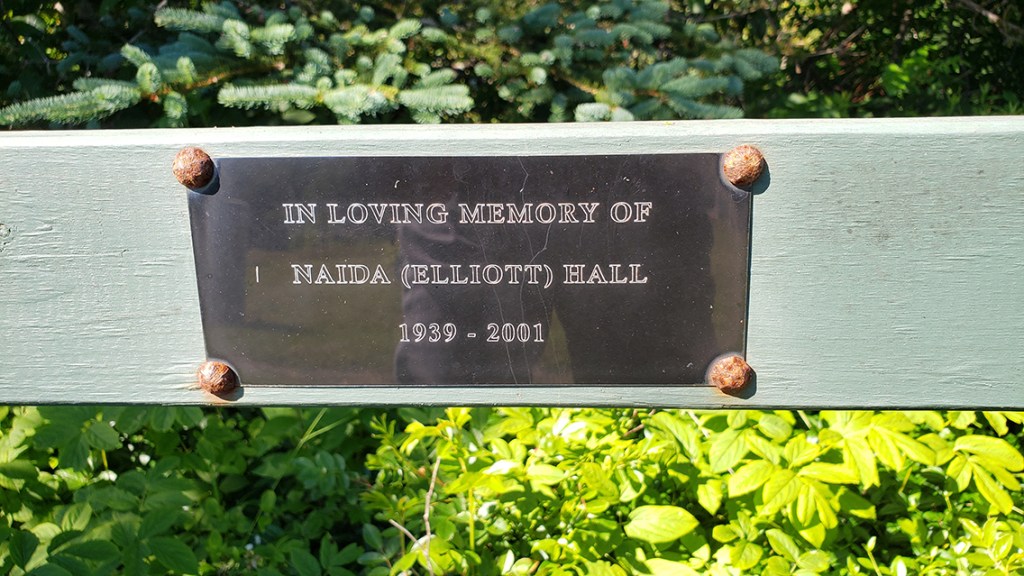 IN LOVING MEMORY OF
NAIDA (ELLIOTT) HALL
1939 - 2001